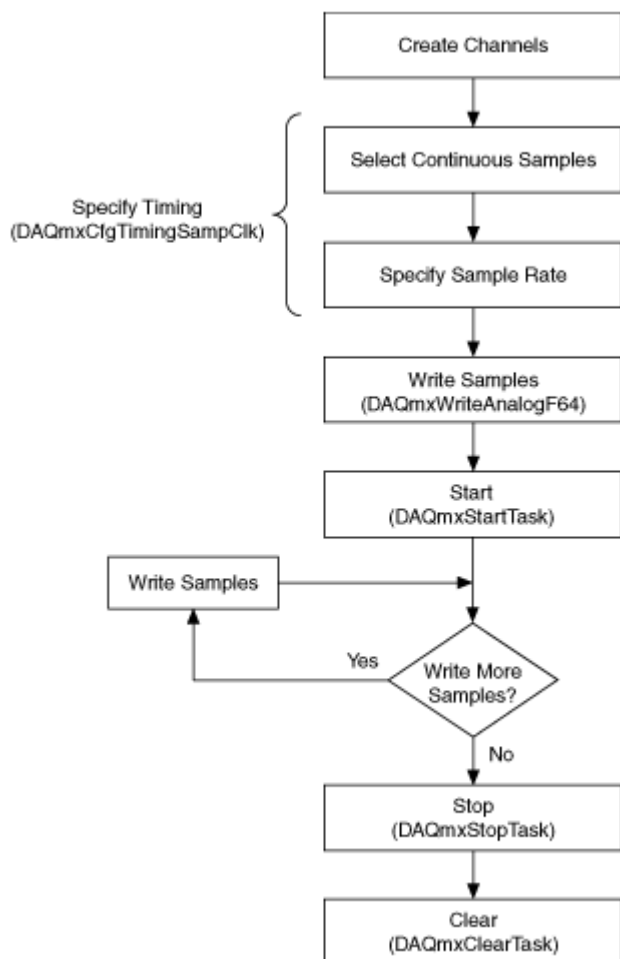 Create Channels
Select Continuous Samples
Specify Timing
(DAQmxCfgTimingSampClk)
Specify Sample Rate
Write Samples
(DAQmxWriteAnalogF64)
Start
(DAQmxStartTask)
Write Samples
Yes
Write More
Samples?
No
Stop
(DAQmxStopTask)
Clear
(DAQmxClearTask)